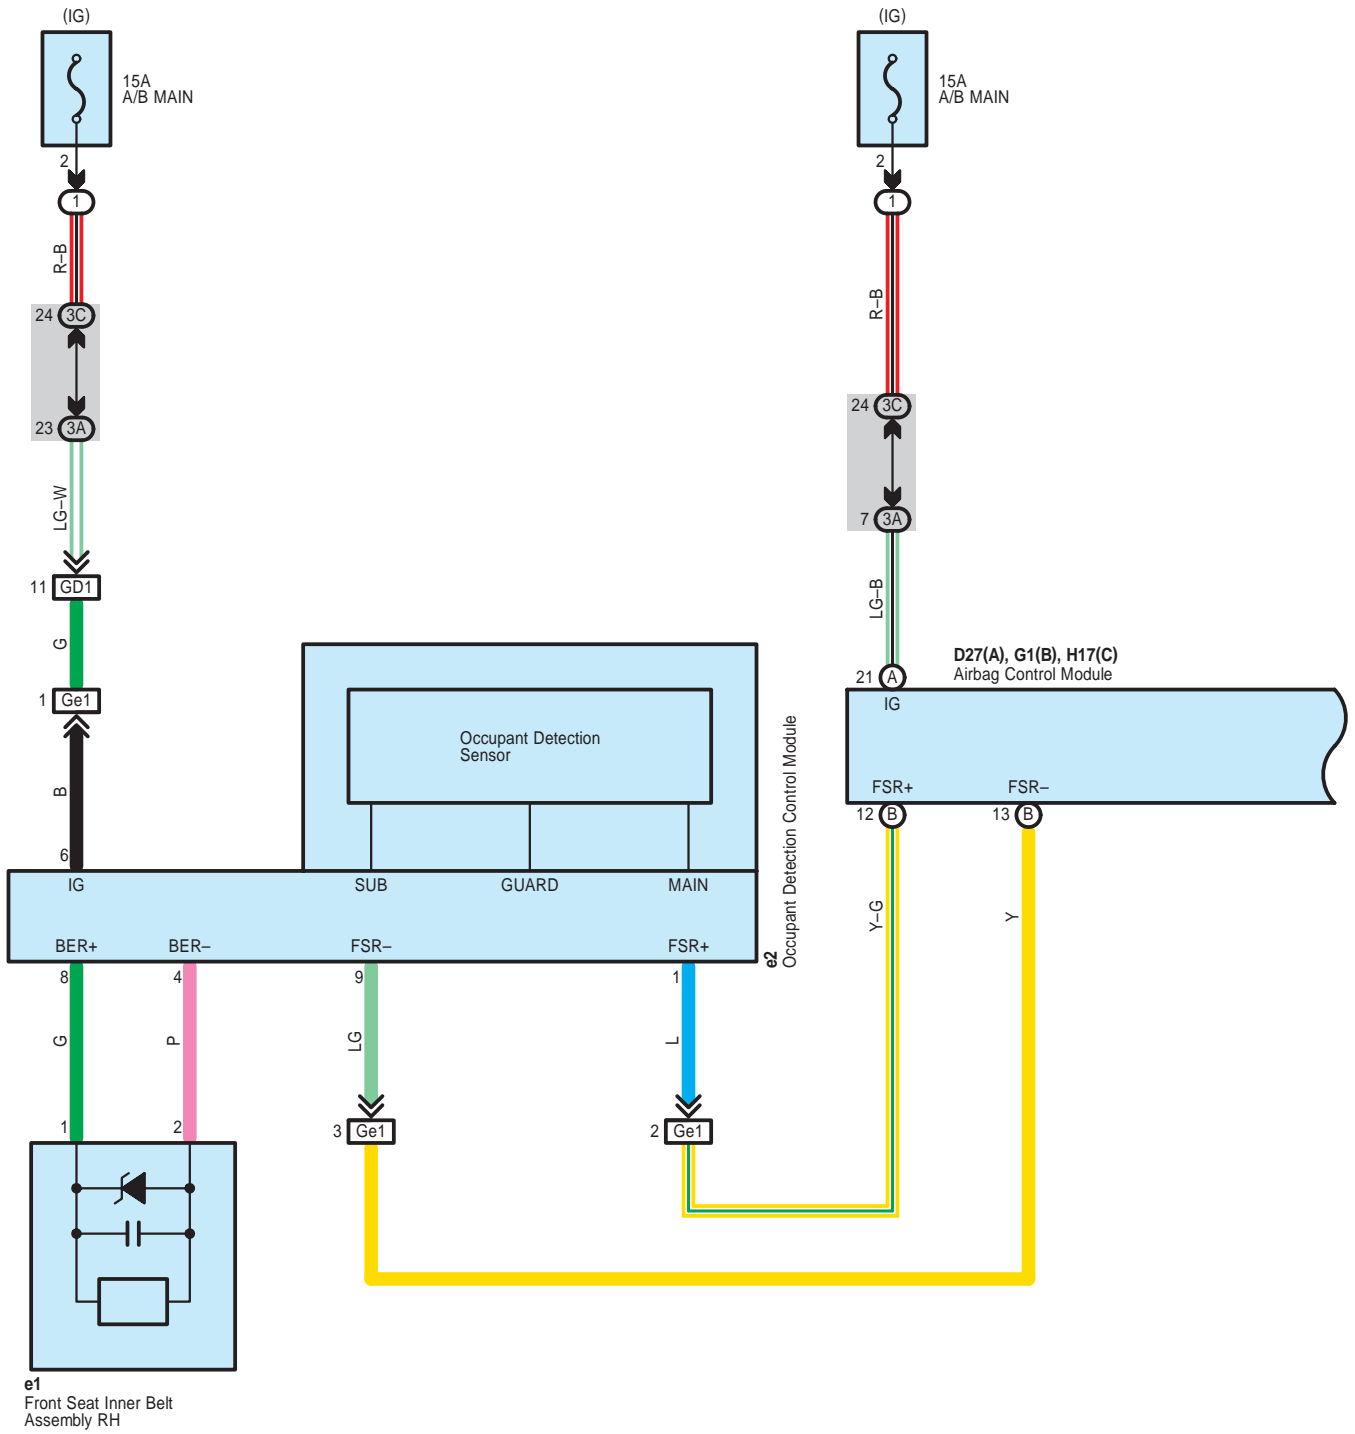 (IG)
15A
A/B MAIN
2
1
R–B
24 3C
23 3A
LG–W
11 GD1
G
1 Ge1
B
6
IG
(IG)
15A
A/B MAIN
2
1
R–B
24 3C
7 3A
LG–B
21 A
IG
D27(A), G1(B), H17(C)
Airbag Control Module
FSR+
FSR–
12 B
13 B
Y–G
Y
Occupant Detection
Sensor
SUB
GUARD
MAIN
e2
Occupant Detection Control Module
BER+
BER–
FSR–
FSR+
8
4
9
1
G
P
LG
L
1
2
3 Ge1
2 Ge1
e1
Front Seat Inner Belt
Assembly RH